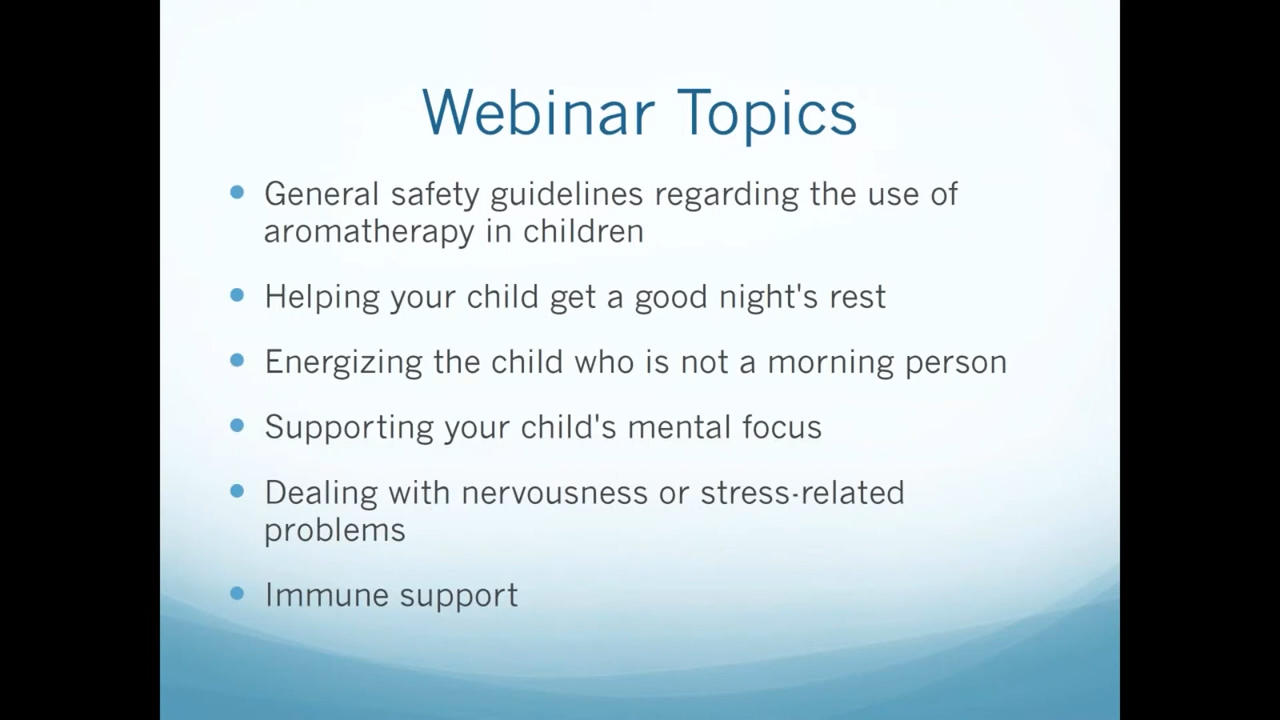 Webinar Topics
• General safety guidelines regarding the use of
aromatherapy in children
• Helping your child get a good night's rest
• Energizing the child who is not a morning person
• Supporting your child's mental focus
• Dealing with nervousness or stress-related
problems
• Immune support